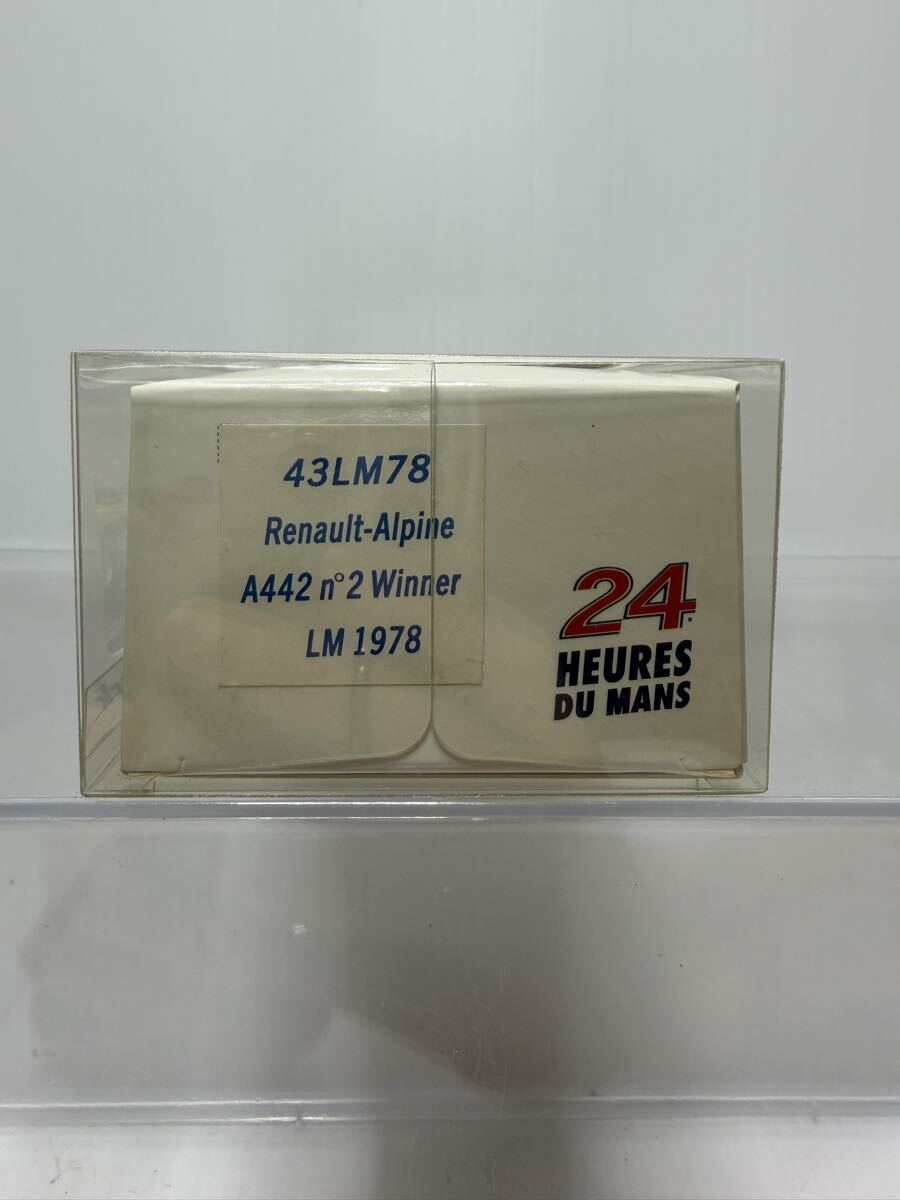 43LM78
Renault-Alpine
A442 n°2 Winner
LM 1978
24
HEURES
DU MANS